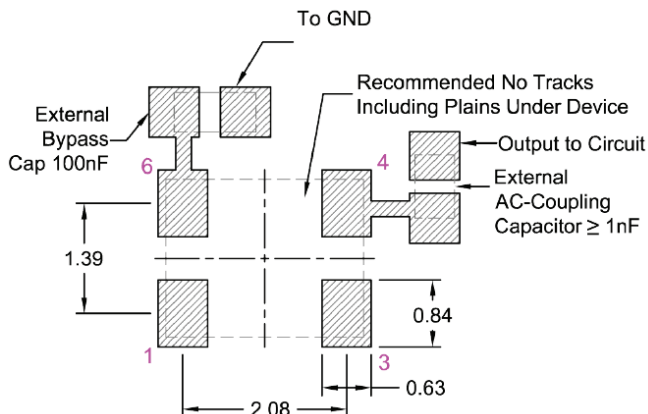 To GND
External
Bypass
Cap 100nF
Recommended No Tracks
Including Plains Under Device
Output to Circuit
External
AC-Coupling
Capacitor ≥ 1nF
6
4
1.39
0.84
1
3
0.63
2.08